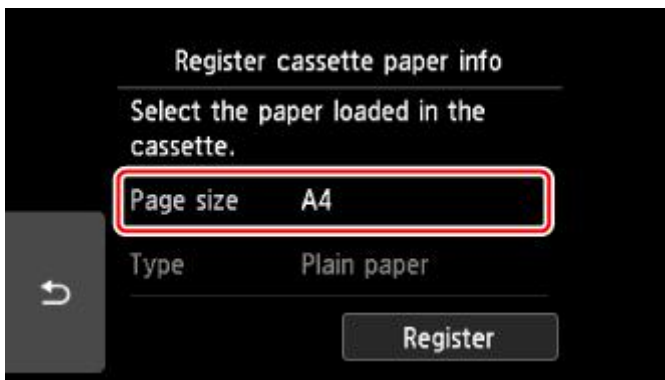 Register cassette paper info
Select the paper loaded in the
cassette.
Page size A4
Type Plain paper
Register